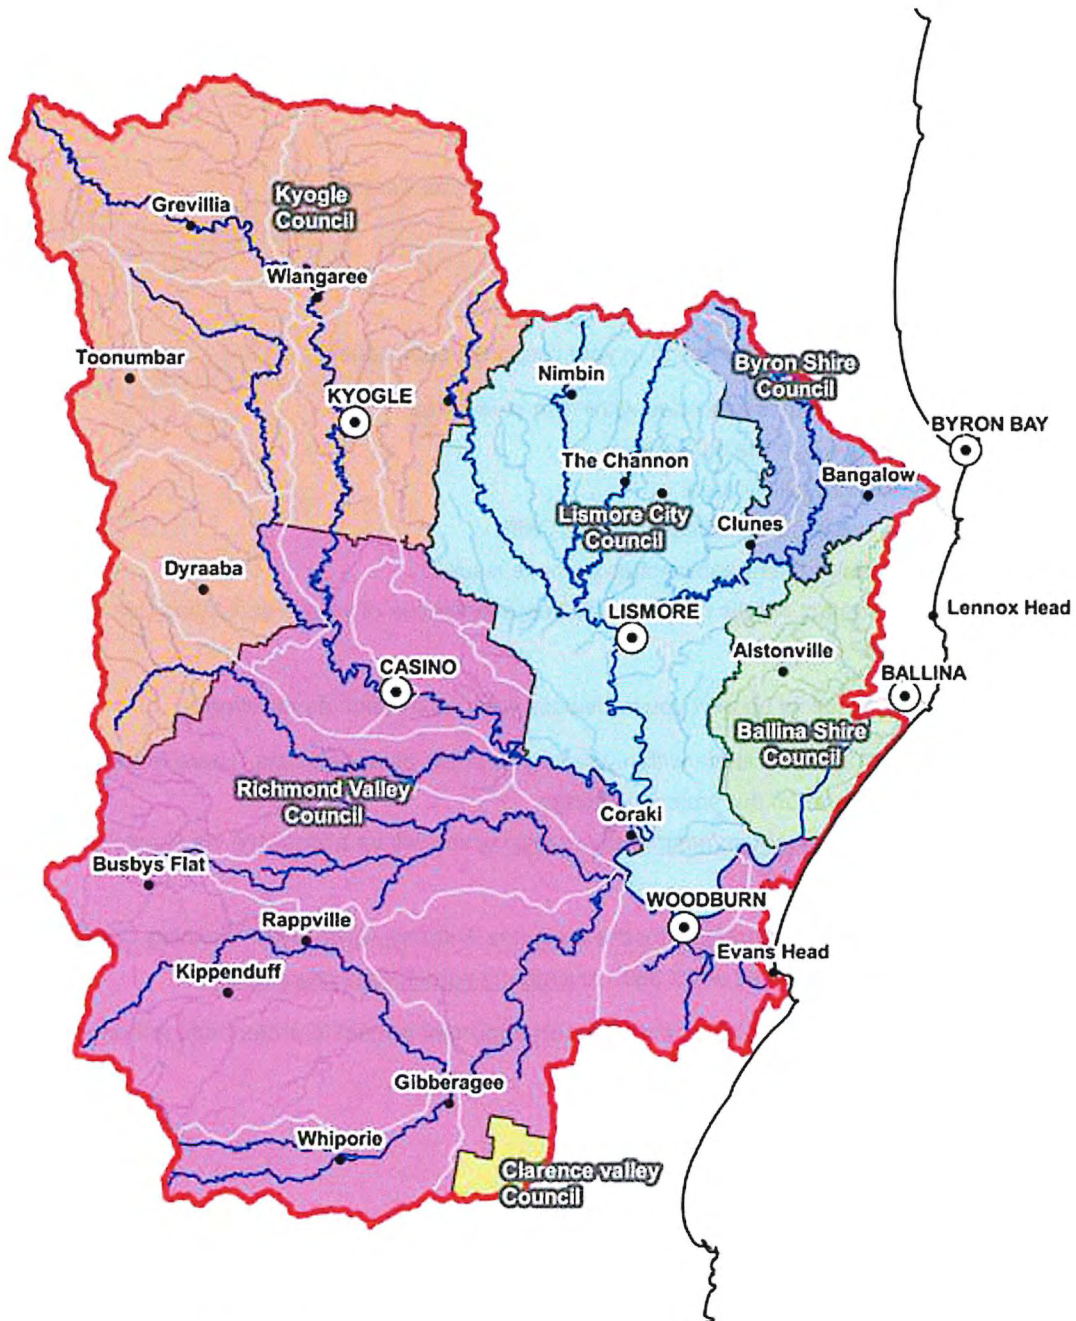 Kyogle
Council
Grevillia
Wlangaree
Toonumbar
KYOGLE
Nimbin
Byron Shire
Council
BYRON BAY
The Channon
Bangalow
Lismore City
Council
Clunes
Dyraaba
LISMORE
Lennox Head
Alstonville
CASINO
BALLINA
Ballina Shire
Council
Richmond Valley
Council
Coraki
Busbys Flat
WOODBURN
Rappville
Evans Head
Kippenduff
Gibberagee
Whiporie
Clarence valley
Council